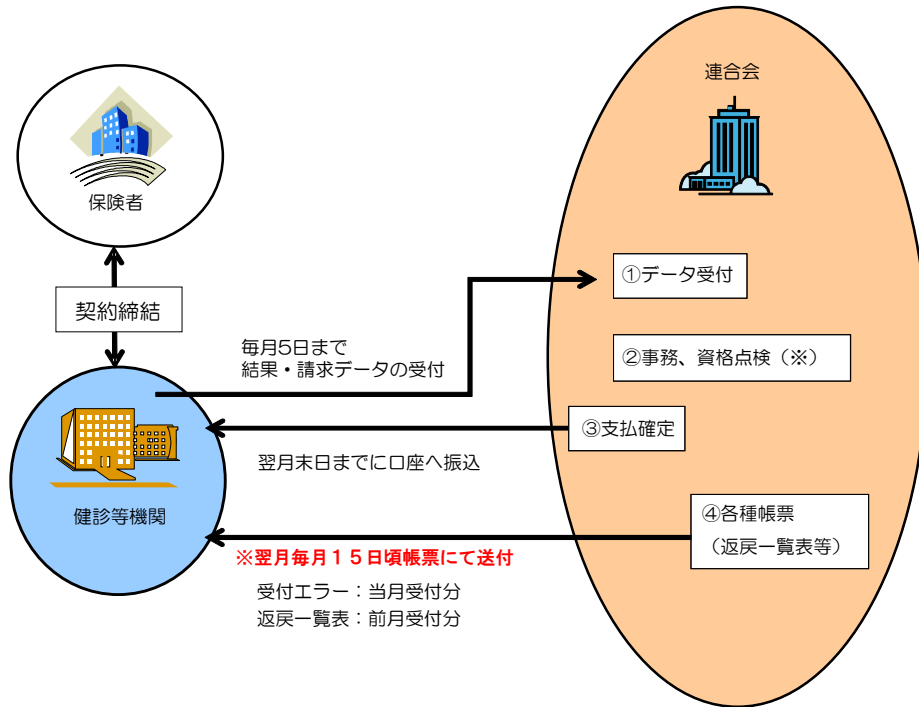 連合会
保険者
①データ受付
契約締結
毎月5日まで
結果・請求データの受付
②事務、資格点検(※)
③支払確定
翌月末日までに口座へ振込
健診等機関
④各種帳票
(返戻一覧表等)
※翌月毎月15日頃帳票にて送付
受付エラー:当月受付分
返戻一覧表:前月受付分